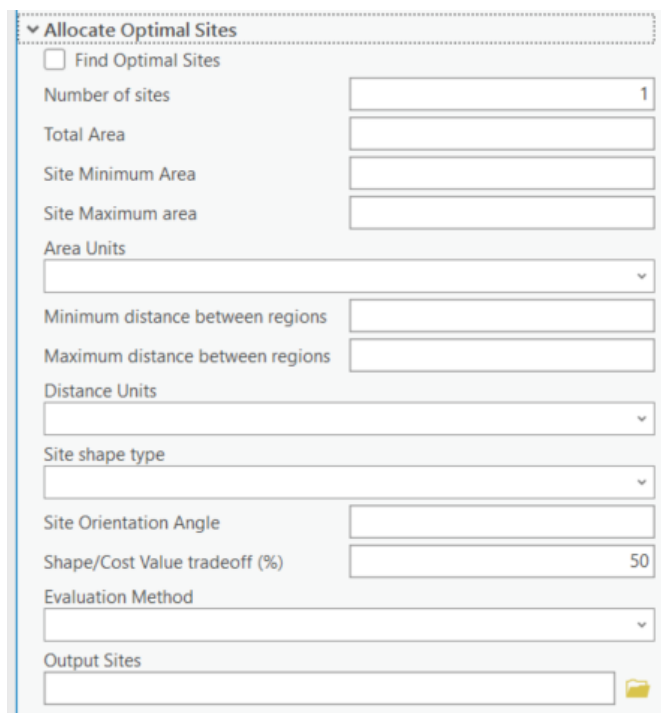 Allocate Optimal Sites
Find Optimal Sites
Number of sites 1
Total Area
Site Minimum Area
Site Maximum area
Area Units
Minimum distance between regions
Maximum distance between regions
Distance Units
Site shape type
Site Orientation Angle
Shape/Cost Value tradeoff (%) 50
Evaluation Method
Output Sites